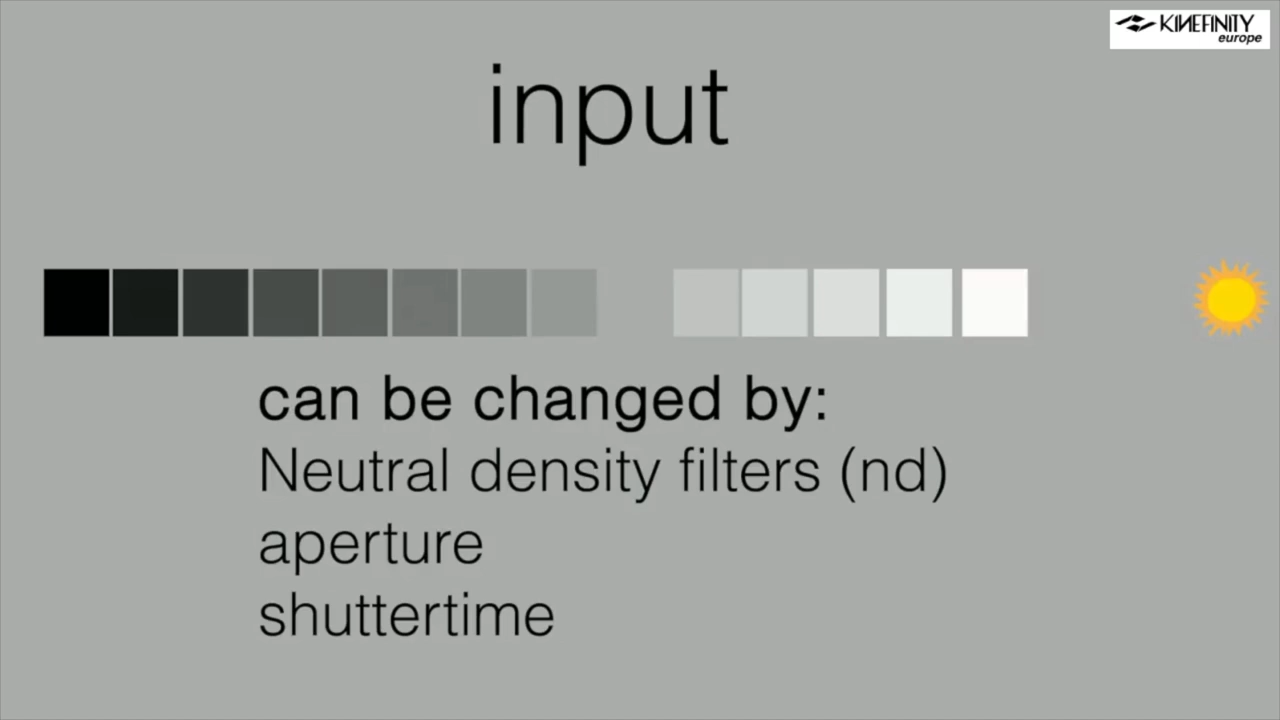 KINEFINITY
europe
input
can be changed by:
Neutral density filters (nd)
aperture
shuttertime